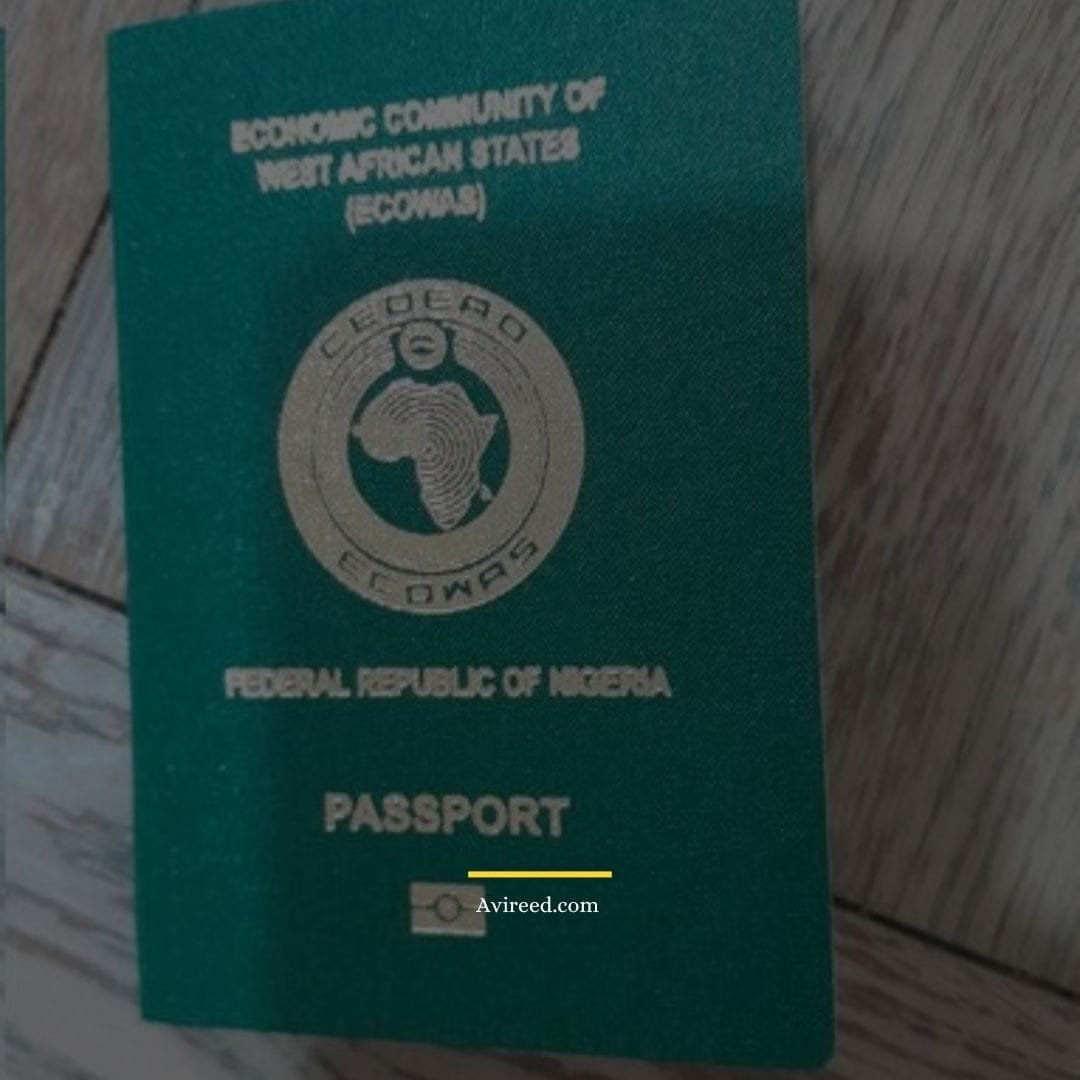 ECONOMIC COMMUNITY OF
WEST AFRICAN STATES
(ECOWAS)
CEDEAO
ECOWAS
FEDERAL REPUBLIC OF NIGERIA
PASSPORT
Avireed.com